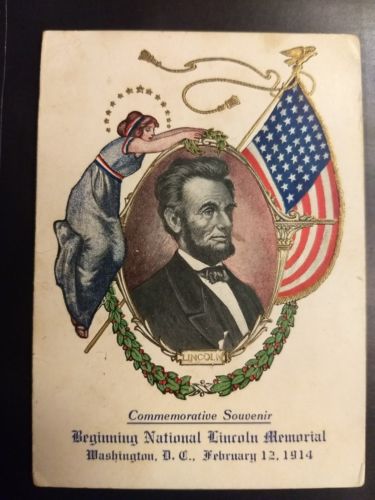 LINCOLN
Commemorative Souvenir
Beginning National Lincoln Memorial
Washington, D. C., February 12, 1914